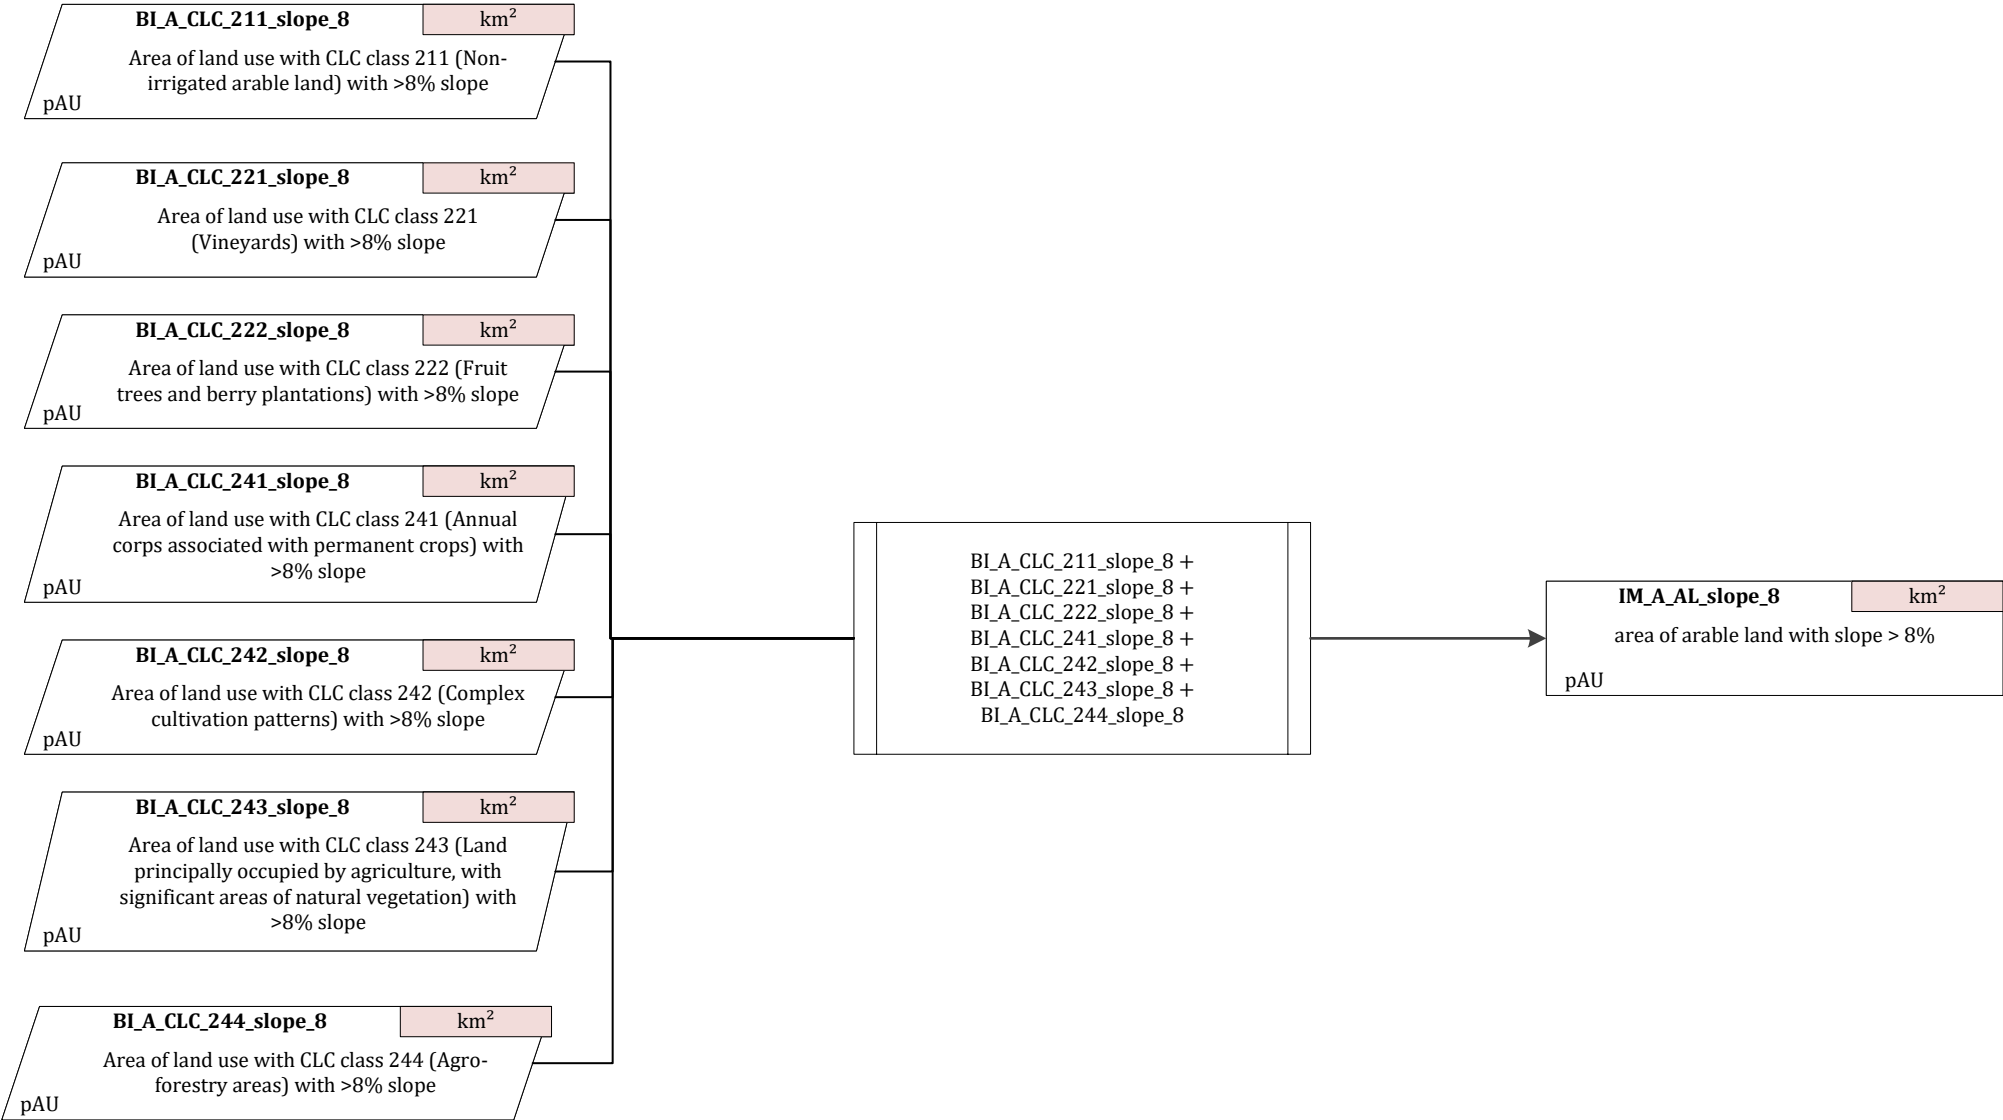 BI_A_CLC_211_slope_8
km²
Area of land use with CLC class 211 (Non-
irrigated arable land) with >8% slope
pAU
BI_A_CLC_221_slope_8
km²
Area of land use with CLC class 221
(Vineyards) with >8% slope
pAU
BI_A_CLC_222_slope_8
km²
Area of land use with CLC class 222 (Fruit
trees and berry plantations) with >8% slope
pAU
BI_A_CLC_241_slope_8
km²
Area of land use with CLC class 241 (Annual
corps associated with permanent crops) with
>8% slope
pAU
BI_A_CLC_242_slope_8
km²
Area of land use with CLC class 242 (Complex
cultivation patterns) with >8% slope
pAU
BI_A_CLC_243_slope_8
km²
Area of land use with CLC class 243 (Land
principally occupied by agriculture, with
significant areas of natural vegetation) with
>8% slope
pAU
BI_A_CLC_244_slope_8
km²
Area of land use with CLC class 244 (Agro-
forestry areas) with >8% slope
pAU
BI_A_CLC_211_slope_8 +
BI_A_CLC_221_slope_8 +
BI_A_CLC_222_slope_8 +
BI_A_CLC_241_slope_8 +
BI_A_CLC_242_slope_8 +
BI_A_CLC_243_slope_8 +
BI_A_CLC_244_slope_8
IM_A_AL_slope_8
km²
area of arable land with slope > 8%
pAU